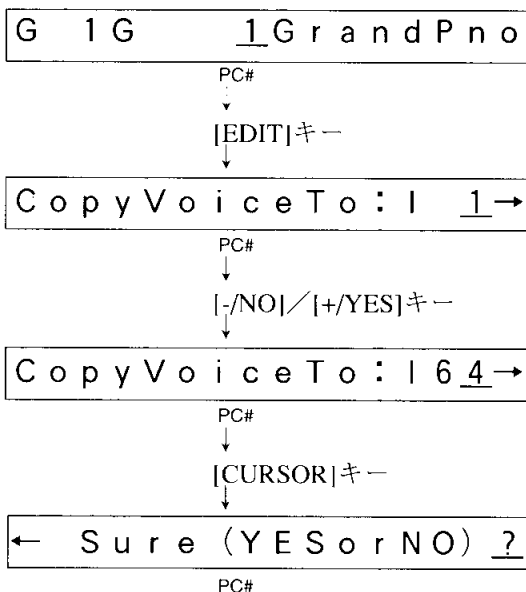 G 1G 1GrandPno
PC#
[EDIT]キー
CopyVoiceTo:I 1→
PC#
[-/NO]／[+/YES]キー
CopyVoiceTo:I64→
PC#
[CURSOR]キー
← Sure(YESorNO)?
PC#